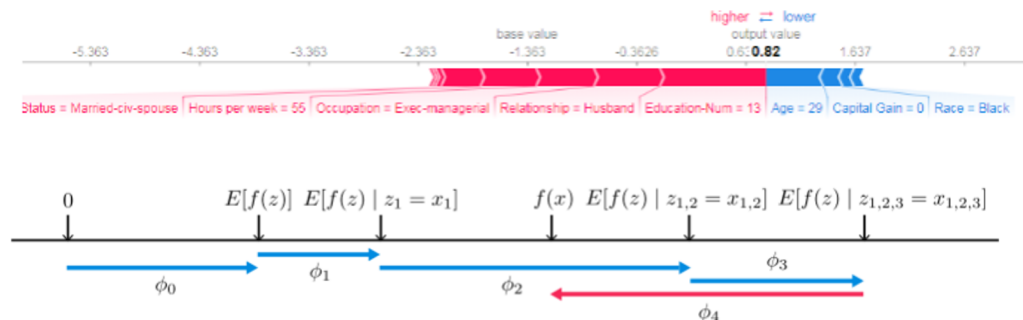 higher ⇄ lower
base value output value
-5.363 -4.363 -3.363 -2.363 -1.363 -0.3626 0.82 1.637 2.637
Status = Married-civ-spouse Hours per week = 55 Occupation = Exec-managerial Relationship = Husband Education-Num = 13 Age = 29 Capital Gain = 0 Race = Black
0 E[f(z)] E[f(z) | z₁ = x₁] f(x) E[f(z) | z₁,₂ = x₁,₂] E[f(z) | z₁,₂,₃ = x₁,₂,₃]
ϕ₀ ϕ₁ ϕ₂ ϕ₃
ϕ₄